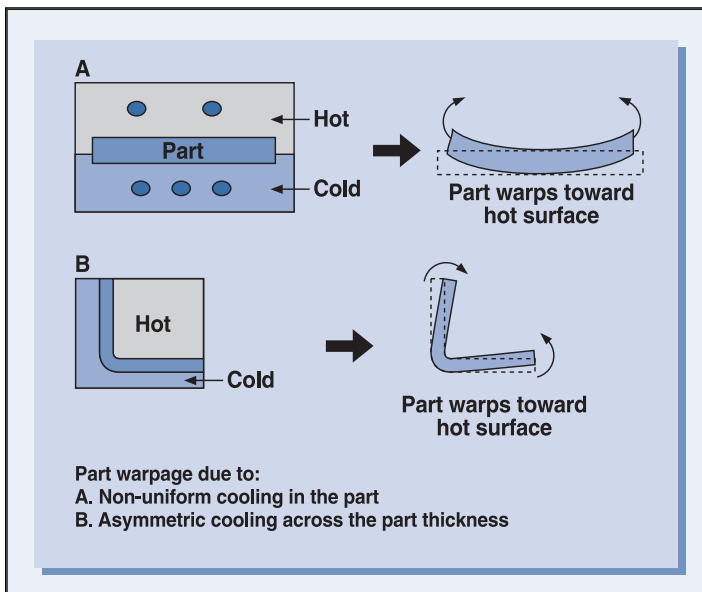 A
Hot
Part
Cold
Part warps toward
hot surface
B
Hot
Cold
Part warps toward
hot surface
Part warpage due to:
A. Non-uniform cooling in the part
B. Asymmetric cooling across the part thickness